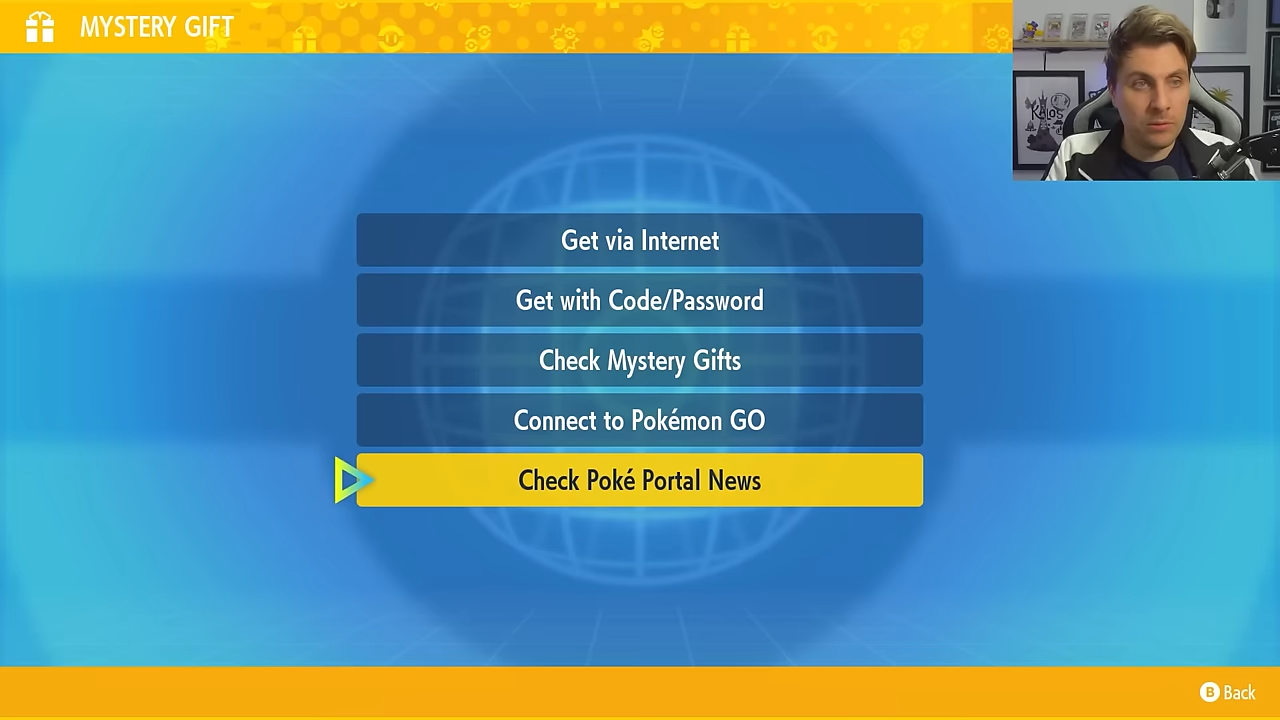 MYSTERY GIFT
Kalos
Get via Internet
Get with Code/Password
Check Mystery Gifts
Connect to Pokémon GO
Check Poké Portal News
B Back